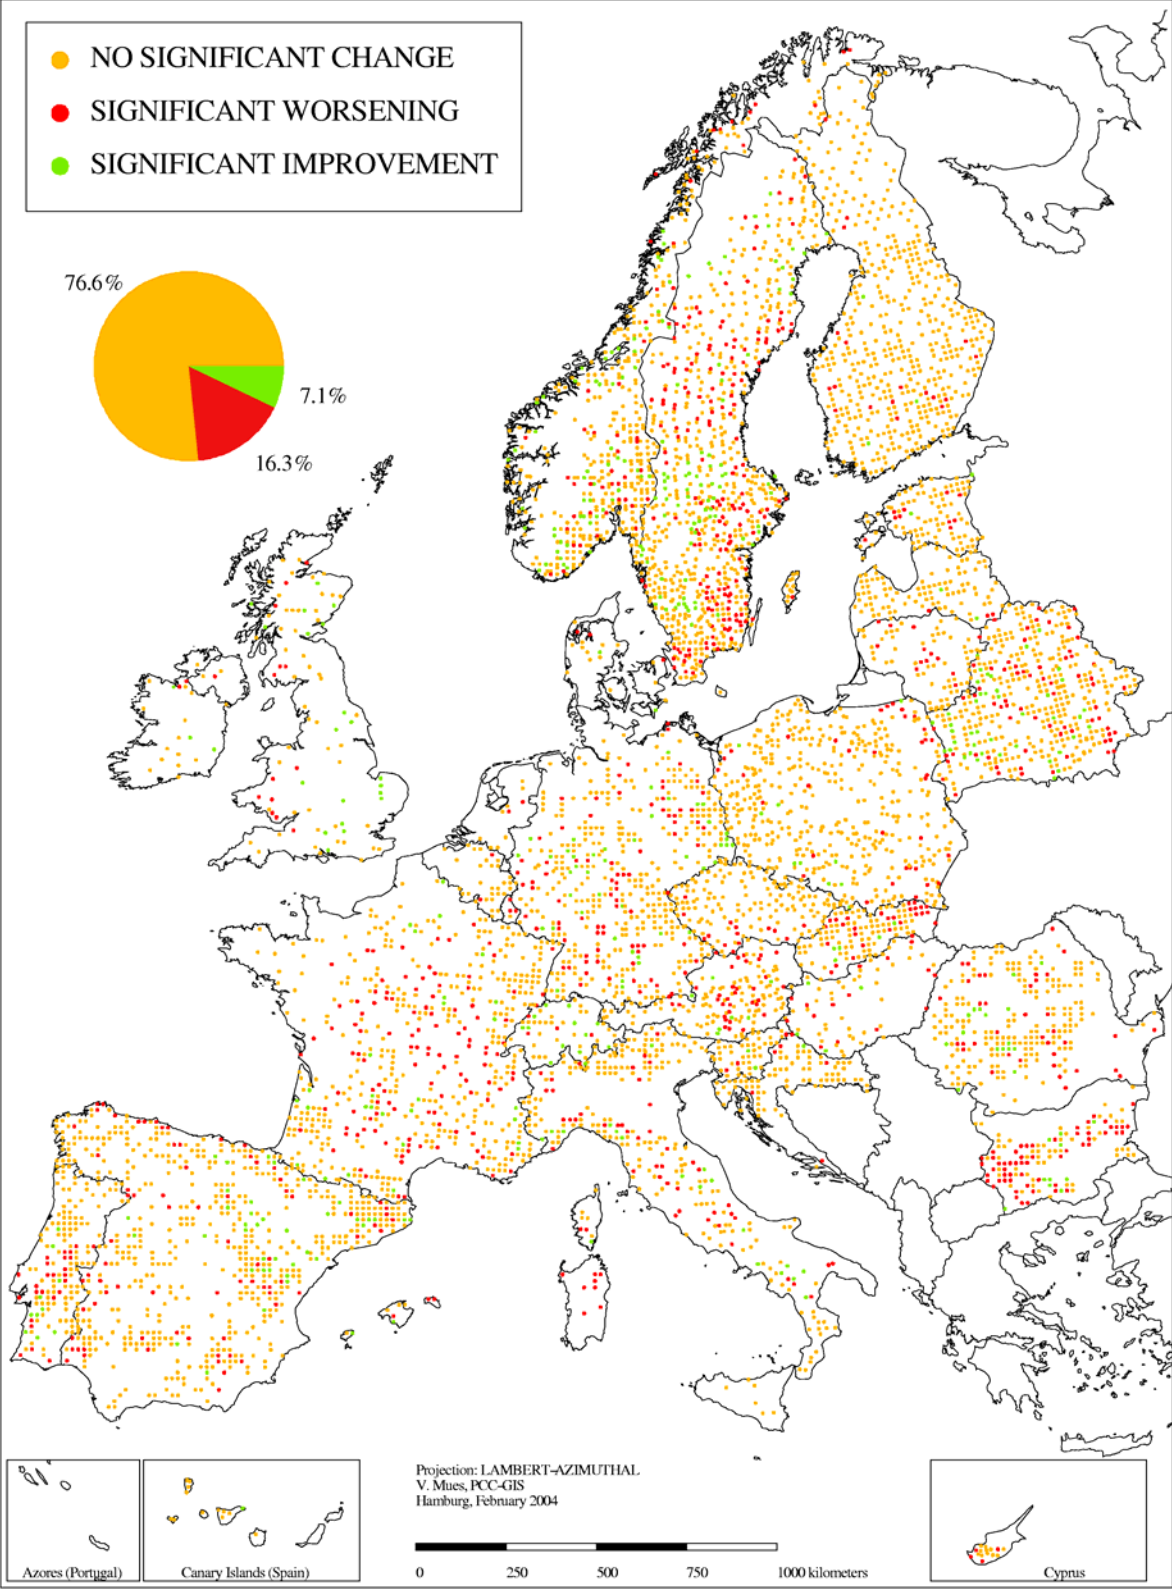 NO SIGNIFICANT CHANGE
SIGNIFICANT WORSENING
SIGNIFICANT IMPROVEMENT
76.6%
7.1%
16.3%
Projection: LAMBERT-AZIMUTHAL
V. Mues, PCC-GIS
Hamburg, February 2004
0 250 500 750 1000 kilometers
Azores (Portugal)
Canary Islands (Spain)
Cyprus